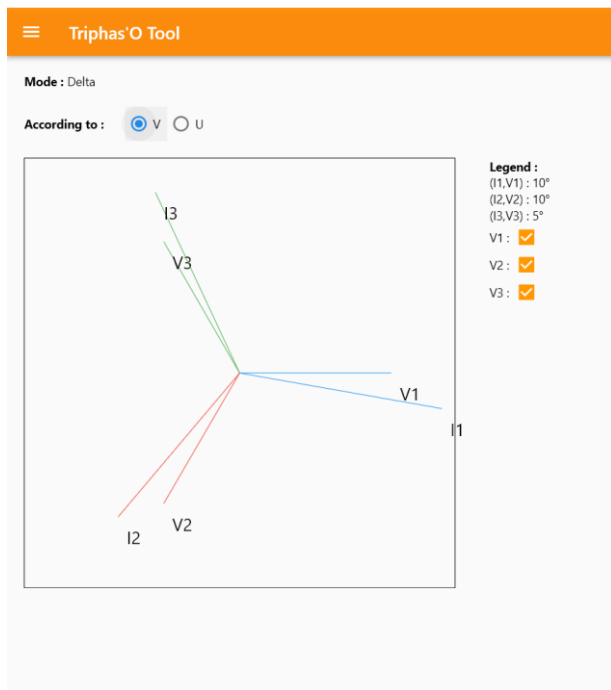 Triphas'O Tool
Mode : Delta
According to : V U
Legend :
(I1,V1) : 10°
(I2,V2) : 10°
(I3,V3) : 5°
V1 :
V2 :
V3 :
I3
V3
V1
I1
V2
I2